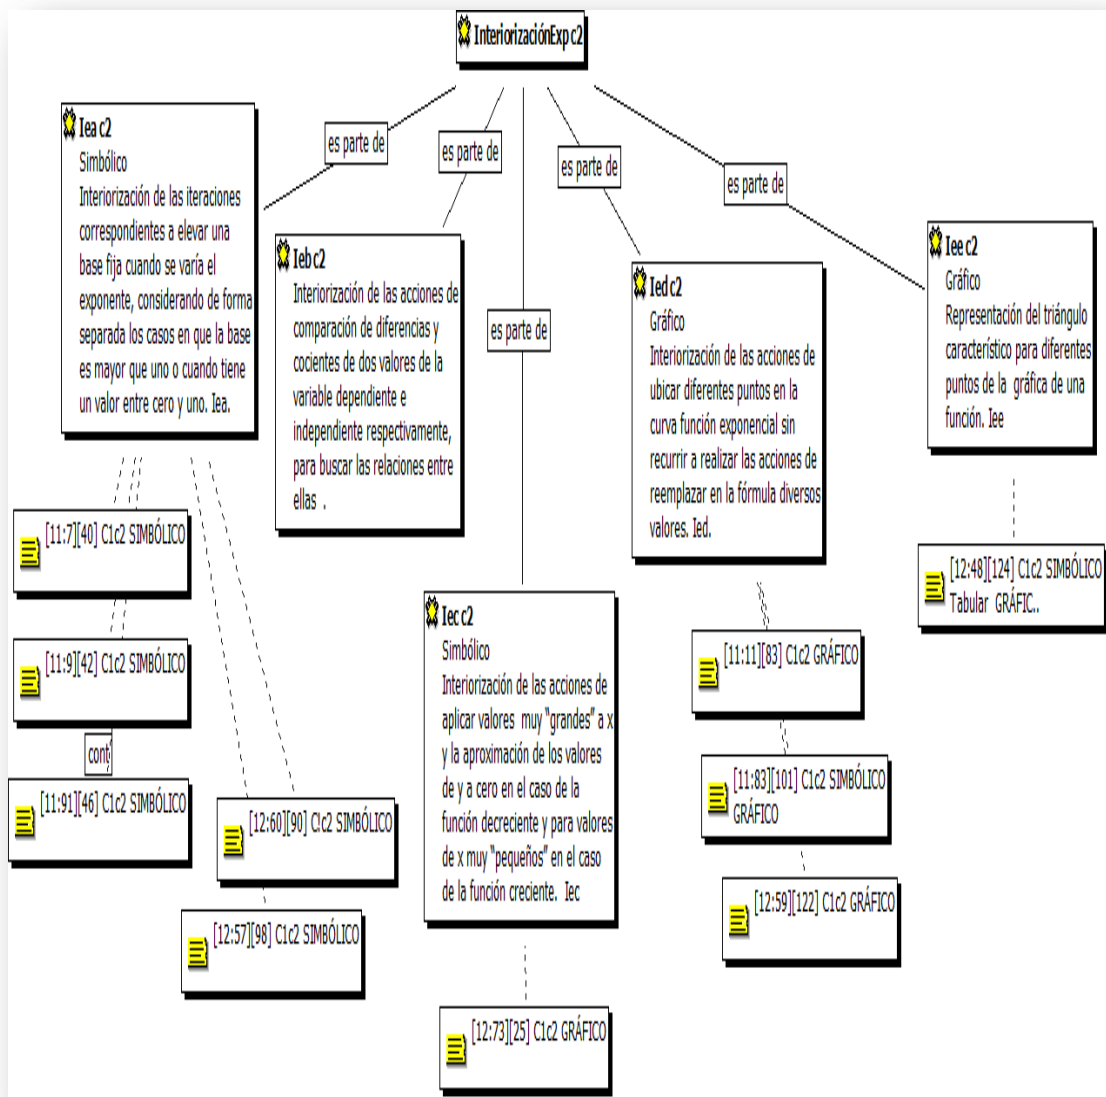 InteriorizaciónExp c2
es parte de
es parte de
es parte de
es parte de
es parte de
Iea c2
Simbólico
Interiorización de las iteraciones
correspondientes a elevar una
base fija cuando se varía el
exponente, considerando de forma
separada los casos en que la base
es mayor que uno o cuando tiene
un valor entre cero y uno. Iea.
Ieb c2
Interiorización de las acciones de
comparación de diferencias y
cocientes de dos valores de la
variable dependiente e
independiente respectivamente,
para buscar las relaciones entre
ellas .
Iec c2
Simbólico
Interiorización de las acciones de
aplicar valores muy "grandes" a x
y la aproximación de los valores
de y a cero en el caso de la
función decreciente y para valores
de x muy "pequeños" en el caso
de la función creciente. Iec
Ied c2
Gráfico
Interiorización de las acciones de
ubicar diferentes puntos en la
curva función exponencial sin
recurrir a realizar las acciones de
reemplazar en la fórmula diversos
valores. Ied.
Iee c2
Gráfico
Representación del triángulo
característico para diferentes
puntos de la gráfica de una
función. Iee
[11:7][40] C1c2 SIMBÓLICO
[11:9][42] C1c2 SIMBÓLICO
cont
[11:91][46] C1c2 SIMBÓLICO
[12:60][90] C!c2 SIMBÓLICO
[12:57][98] C1c2 SIMBÓLICO
[12:73][25] C1c2 GRÁFICO
[11:11][83] C1c2 GRÁFICO
[11:83][101] C1c2 SIMBÓLICO
GRÁFICO
[12:59][122] C1c2 GRÁFICO
[12:48][124] C1c2 SIMBÓLICO
Tabular GRÁFIC..